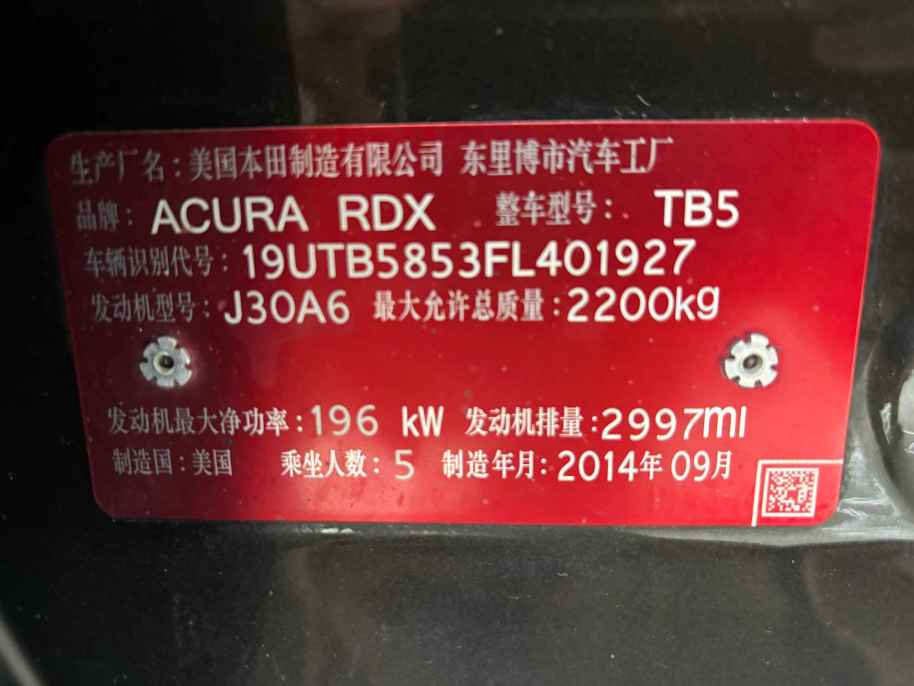 生产厂名：美国本田制造有限公司 东里博市汽车工厂
品牌：ACURA RDX 整车型号：TB5
车辆识别代号：19UTB5853FL401927
发动机型号：J30A6 最大允许总质量：2200kg
发动机最大净功率：196 kW 发动机排量：2997ml
制造国：美国 乘坐人数：5 制造年月：2014年09月